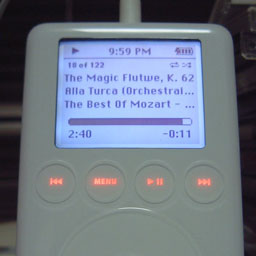 9:59 PM
18 of 122
The Magic Flutwe, K. 62
Alla Turca (Orchestral...
The Best Of Mozart - ...
2:40 -0:11
MENU